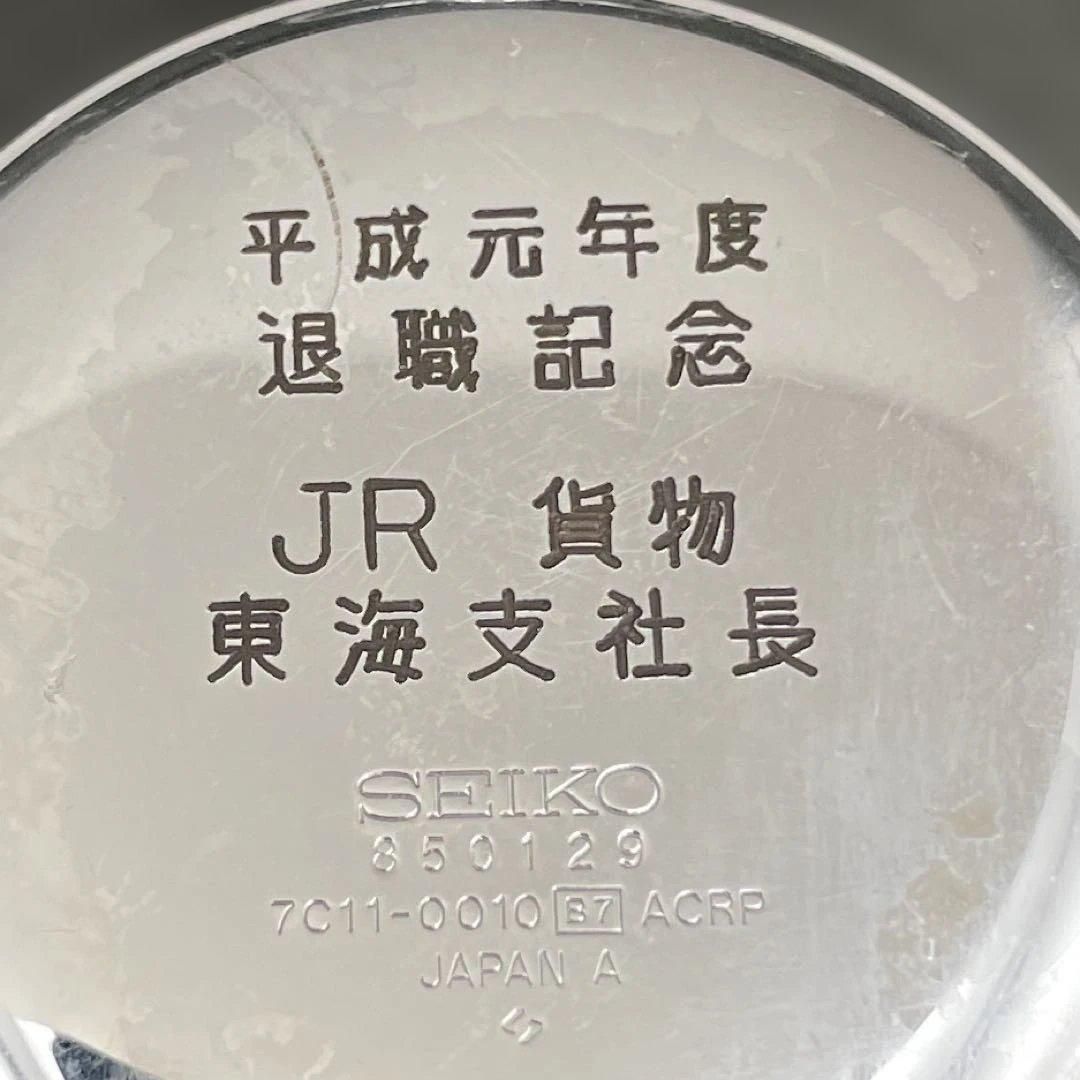 平成元年度
退職記念
JR 貨物
東海支社長
SEIKO
850129
7C11-0010 B7 ACRP
JAPAN A